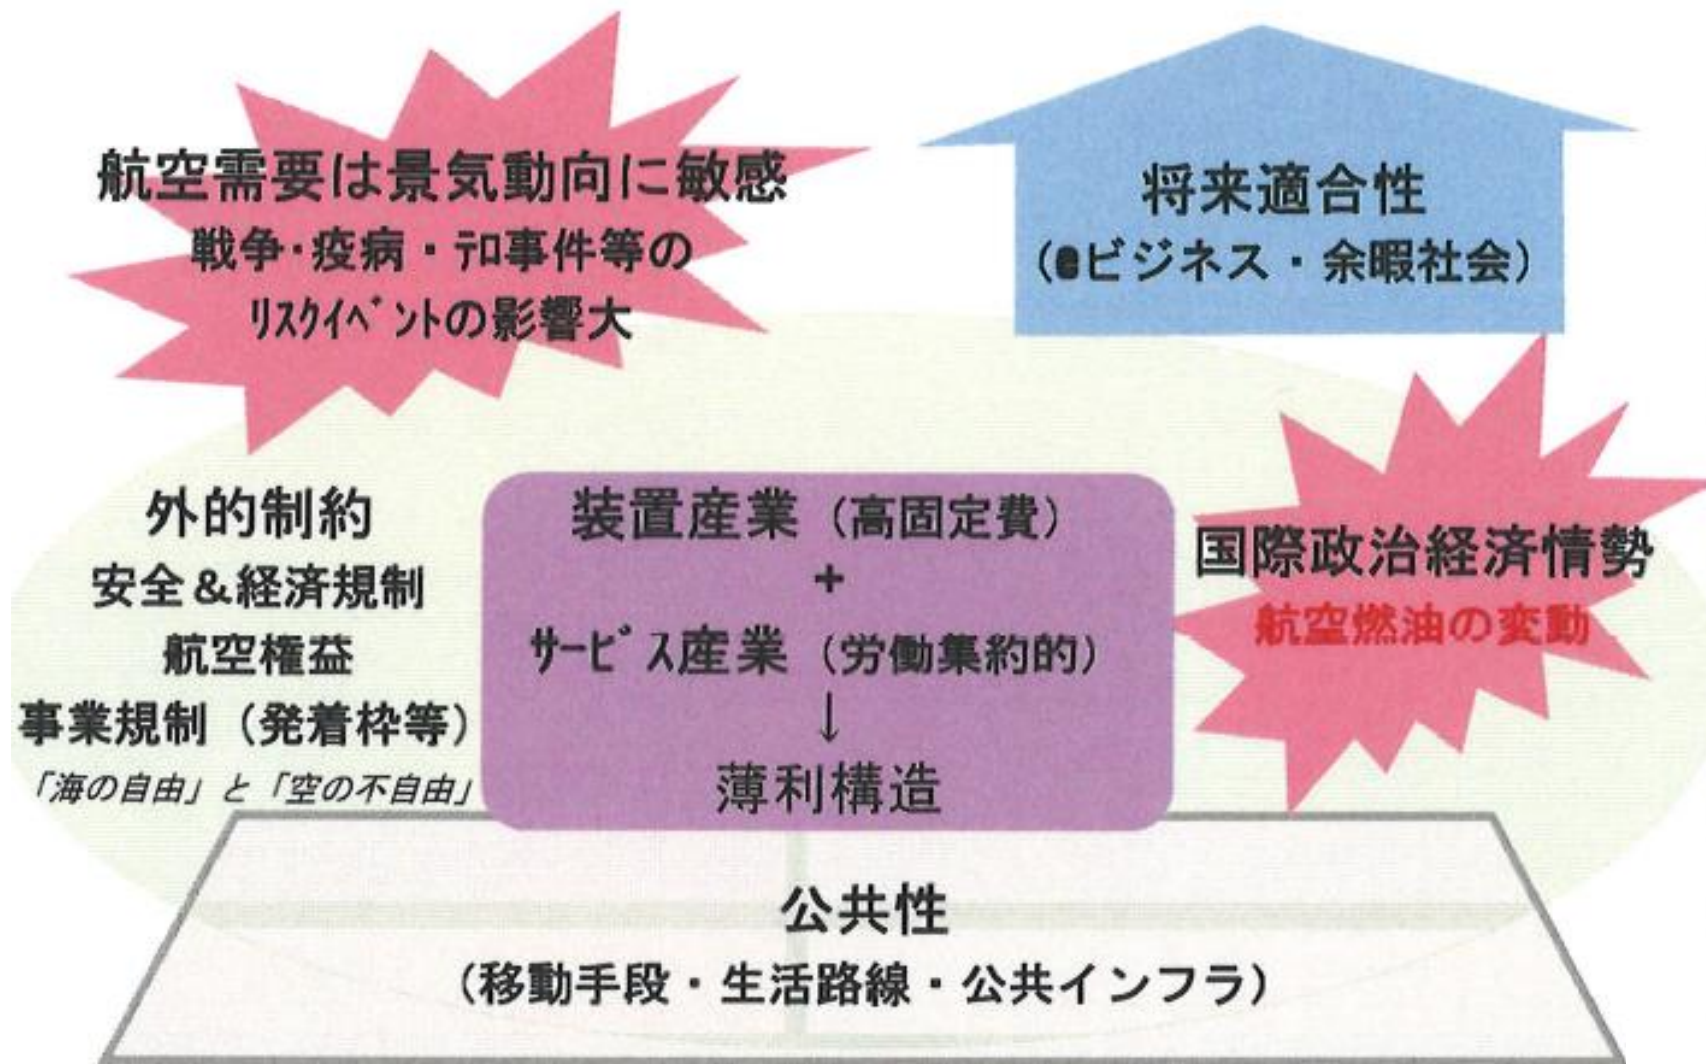 航空需要は景気動向に敏感
戦争・疫病・テロ事件等の
リスクイベントの影響大
将来適合性
(eビジネス・余暇社会)
外的制約
安全&経済規制
航空権益
事業規制(発着枠等)
「海の自由」と「空の不自由」
装置産業(高固定費)
+
サービス産業(労働集約的)
↓
薄利構造
国際政治経済情勢
航空燃油の変動
公共性
(移動手段・生活路線・公共インフラ)